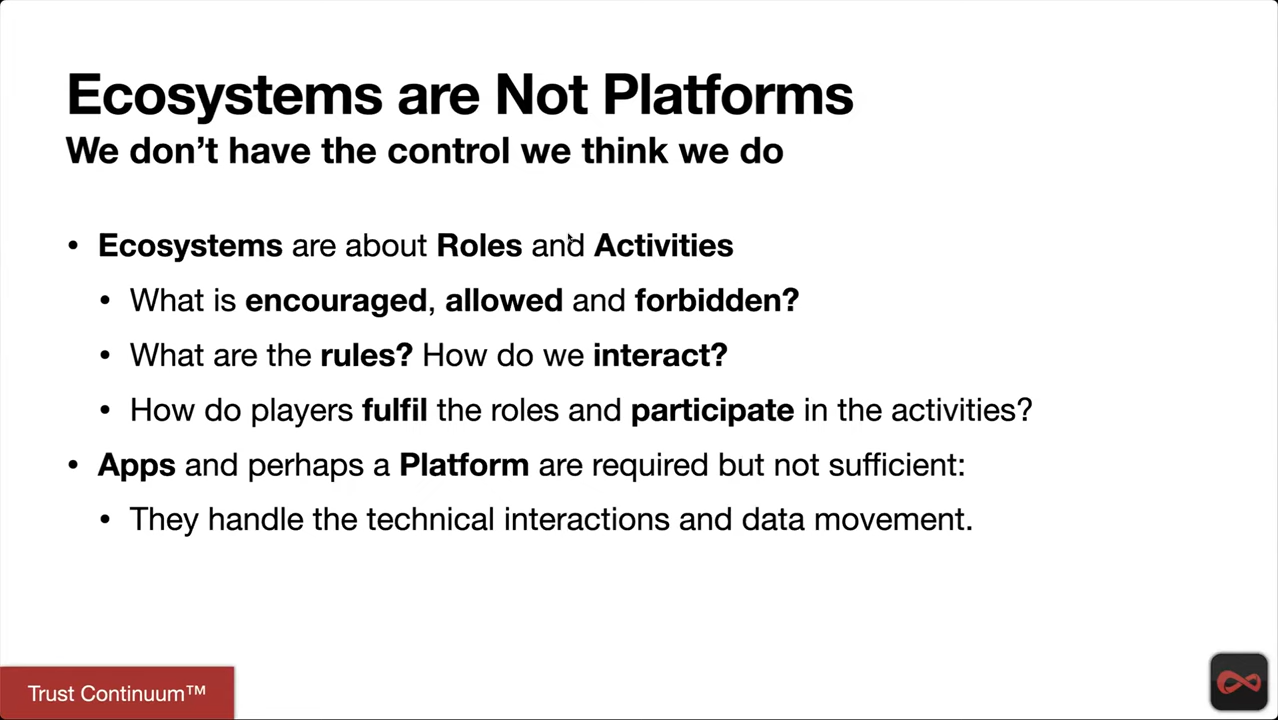 Ecosystems are Not Platforms
We don’t have the control we think we do
• Ecosystems are about Roles and Activities
• What is encouraged, allowed and forbidden?
• What are the rules? How do we interact?
• How do players fulfil the roles and participate in the activities?
• Apps and perhaps a Platform are required but not sufficient:
• They handle the technical interactions and data movement.
Trust Continuum™